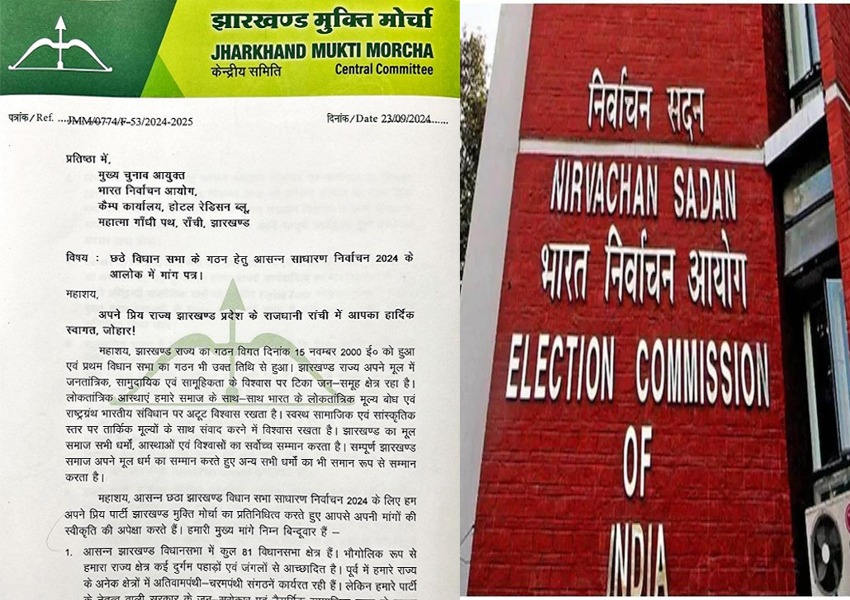 झारखण्ड मुक्ति मोर्चा
JHARKHAND MUKTI MORCHA
केन्द्रीय समिति Central Committee
पत्रांक/Ref. ....JMM/0774/F-53/2024-2025 दिनांक/Date 23/09/2024......
प्रतिष्ठा में,
मुख्य चुनाव आयुक्त
भारत निर्वाचन आयोग,
कैम्प कार्यालय, होटल रेडिसन ब्लू,
महात्मा गाँधी पथ, राँची, झारखण्ड
विषय : छठे विधान सभा के गठन हेतु आसन्न साधारण निर्वाचन 2024 के
आलोक में मांग पत्र।
महाशय,
अपने प्रिय राज्य झारखण्ड प्रदेश के राजधानी रांची में आपका हार्दिक
स्वागत, जोहार!
महाशय, झारखण्ड राज्य का गठन विगत दिनांक 15 नवम्बर 2000 ई० को हुआ
एवं प्रथम विधान सभा का गठन भी उक्त तिथि से हुआ। झारखण्ड राज्य अपने मूल में
जनतांत्रिक, सामुदायिक एवं सामूहिकता के विश्वास पर टिका जन–समूह क्षेत्र रहा है।
लोकतांत्रिक आस्थाएं हमारे समाज के साथ–साथ भारत के लोकतांत्रिक मूल्य बोध एवं
राष्ट्रग्रंथ भारतीय संविधान पर अटूट विश्वास रखता है। स्वस्थ सामाजिक एवं सांस्कृतिक
स्तर पर तार्किक मूल्यों के साथ संवाद करने में विश्वास रखता है। झारखण्ड का मूल
समाज सभी धर्मों, आस्थाओं एवं विश्वासों का सर्वोच्च सम्मान करता है। सम्पूर्ण झारखण्ड
समाज अपने मूल धर्म का सम्मान करते हुए अन्य सभी धर्मों का भी समान रूप से सम्मान
करता है।
महाशय, आसन्न छठा झारखण्ड विधान सभा साधारण निर्वाचन 2024 के लिए हम
अपने प्रिय पार्टी झारखण्ड मुक्ति मोर्चा का प्रतिनिधित्व करते हुए आपसे अपनी मांगों की
स्वीकृति की अपेक्षा करते हैं। हमारी मुख्य मांगे निम्न बिन्दूवार हैं –
1. आसन्न झारखण्ड विधानसभा में कुल 81 विधानसभा क्षेत्र हैं। भौगोलिक रूप से
हमारा राज्य क्षेत्र कई दुर्गम पहाड़ों एवं जंगलों से आच्छादित है। पूर्व में हमारे राज्य
के अनेक क्षेत्रों में अतिवामपंथी–चरमपंथी संगठनें कार्यरत रही हैं। लेकिन हमारे पार्टी
निर्वाचन सदन
NIRVACHAN SADAN
भारत निर्वाचन आयोग
ELECTION COMMISSION
OF
INDIA